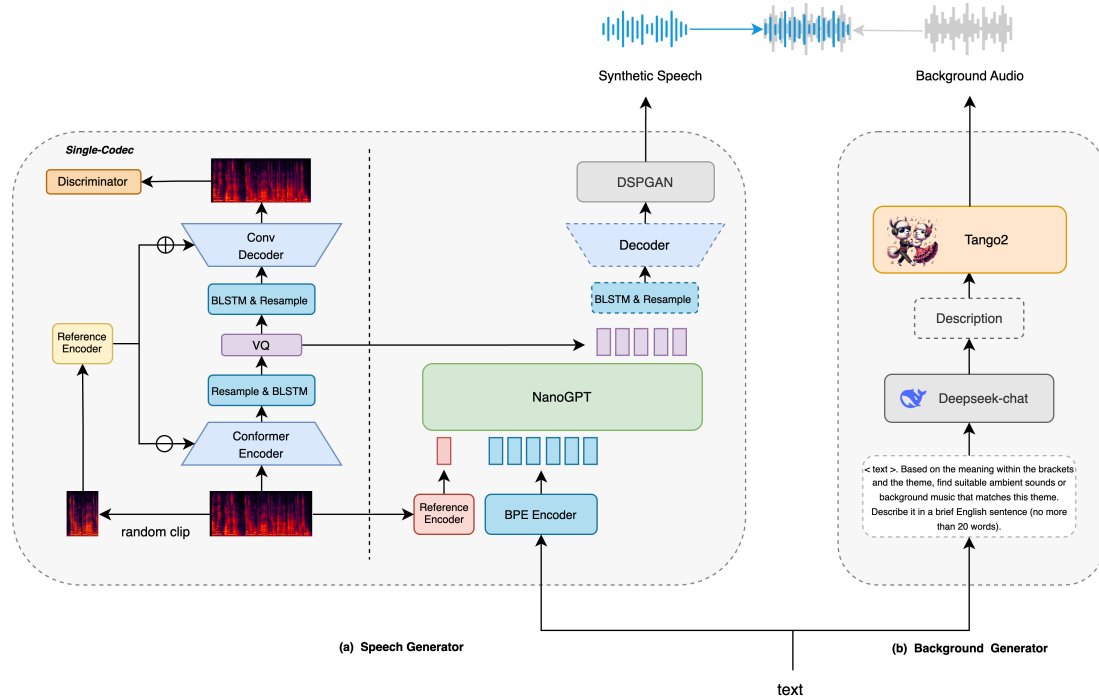 Synthetic Speech
Background Audio
Single-Codec
Discriminator
Conv
Decoder
BLSTM & Resample
Reference
Encoder
VQ
Resample & BLSTM
Conformer
Encoder
random clip
DSPGAN
Decoder
BLSTM & Resample
NanoGPT
Reference
Encoder
BPE Encoder
(a) Speech Generator
Tango2
Description
Deepseek-chat
< text >. Based on the meaning within the brackets
and the theme, find suitable ambient sounds or
background music that matches this theme.
Describe it in a brief English sentence (no more
than 20 words).
(b) Background Generator
text